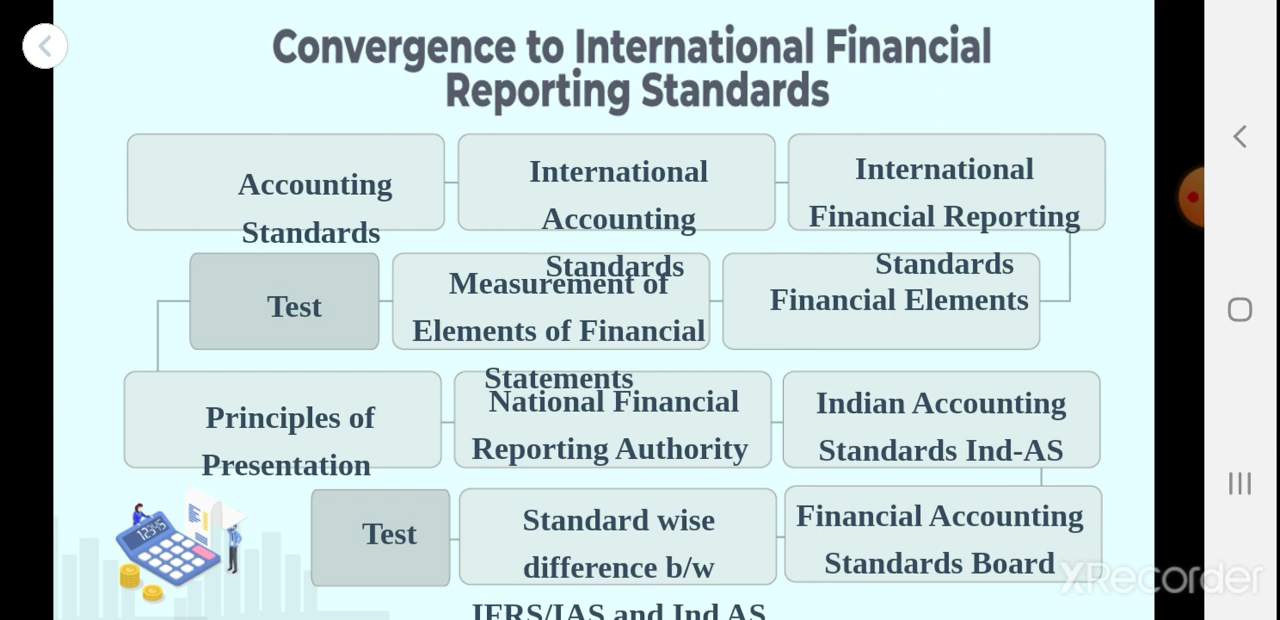 Convergence to International Financial
Reporting Standards
Accounting
Standards
International
Accounting
Standards
International
Financial Reporting
Standards
Test
Measurement of
Elements of Financial
Statements
Financial Elements
Principles of
Presentation
National Financial
Reporting Authority
Indian Accounting
Standards Ind-AS
12345
Test
Standard wise
difference b/w
IFRS/IAS and Ind AS
Financial Accounting
Standards Board
XRecorder